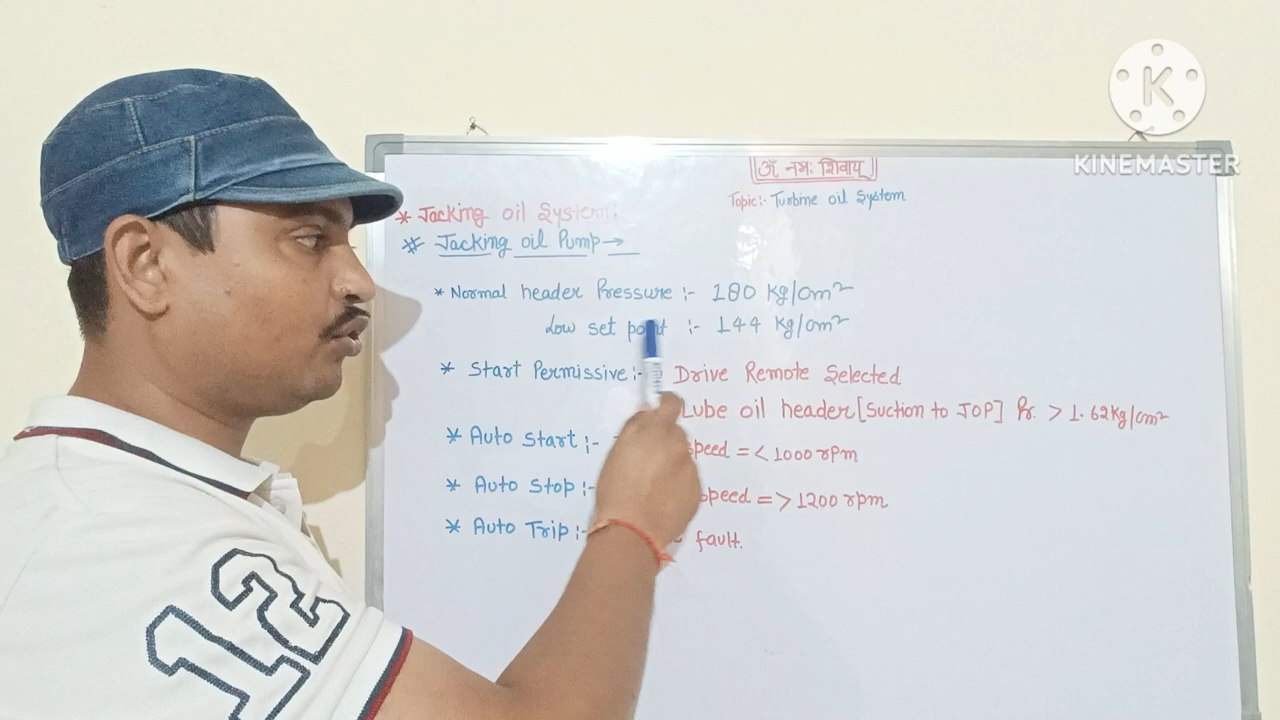 ॐ नमः शिवाय्
Topic:- Turbine oil System
* Jacking oil System:
# Jacking oil Pump→
* Normal header Pressure :- 180 Kg/cm²
Low set point :- 144 Kg/cm²
* Start Permissive:- Drive Remote Selected
Lube oil header [Suction to JOP] Pr. > 1.62 Kg/cm²
* Auto Start :- speed = < 1000 rpm
* Auto Stop :- speed = > 1200 rpm
* Auto Trip :- fault.
12
K
KINEMASTER